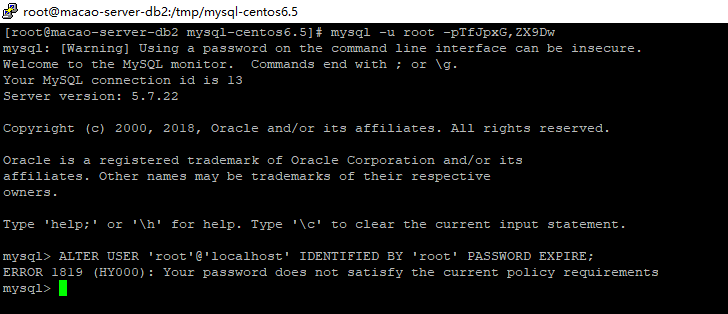 root@macao-server-db2:/tmp/mysql-centos6.5
[root@macao-server-db2 mysql-centos6.5]# mysql -u root -pTfJpxG,ZX9Dw
mysql: [Warning] Using a password on the command line interface can be insecure.
Welcome to the MySQL monitor.  Commands end with ; or \g.
Your MySQL connection id is 13
Server version: 5.7.22
Copyright (c) 2000, 2018, Oracle and/or its affiliates. All rights reserved.
Oracle is a registered trademark of Oracle Corporation and/or its
affiliates. Other names may be trademarks of their respective
owners.
Type 'help;' or '\h' for help. Type '\c' to clear the current input statement.
mysql> ALTER USER 'root'@'localhost' IDENTIFIED BY 'root' PASSWORD EXPIRE;
ERROR 1819 (HY000): Your password does not satisfy the current policy requirements
mysql>